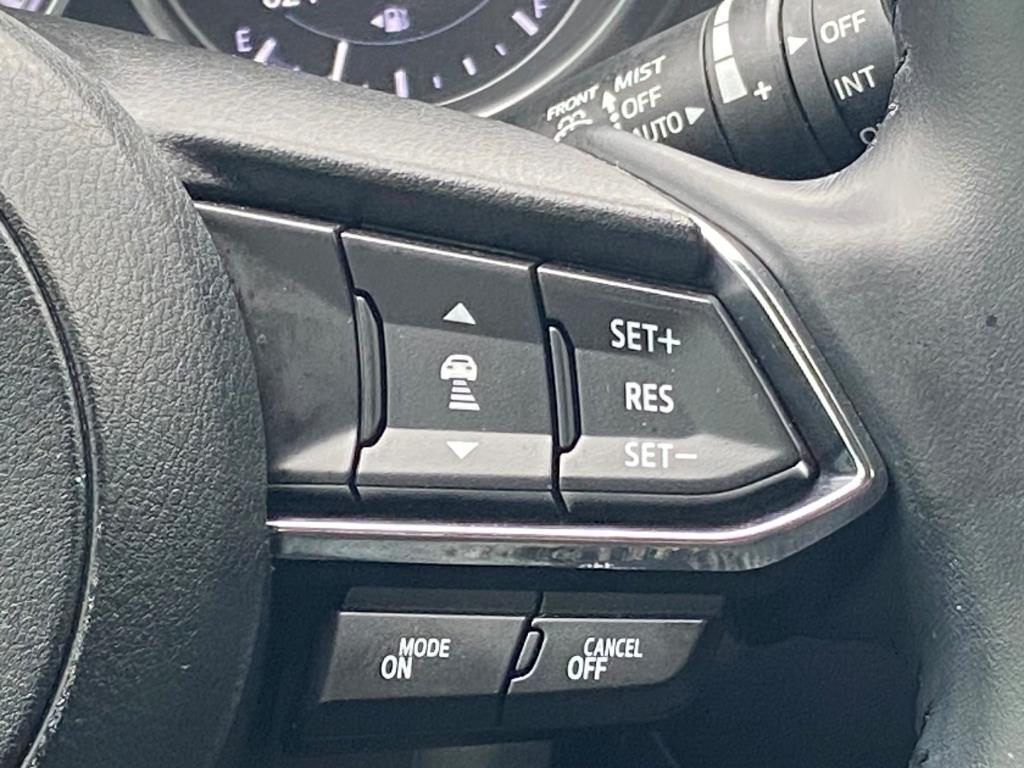 E
F
OFF
INT
MIST
FRONT
OFF
AUTO
+
SET+
RES
SET−
MODE
ON
CANCEL
OFF